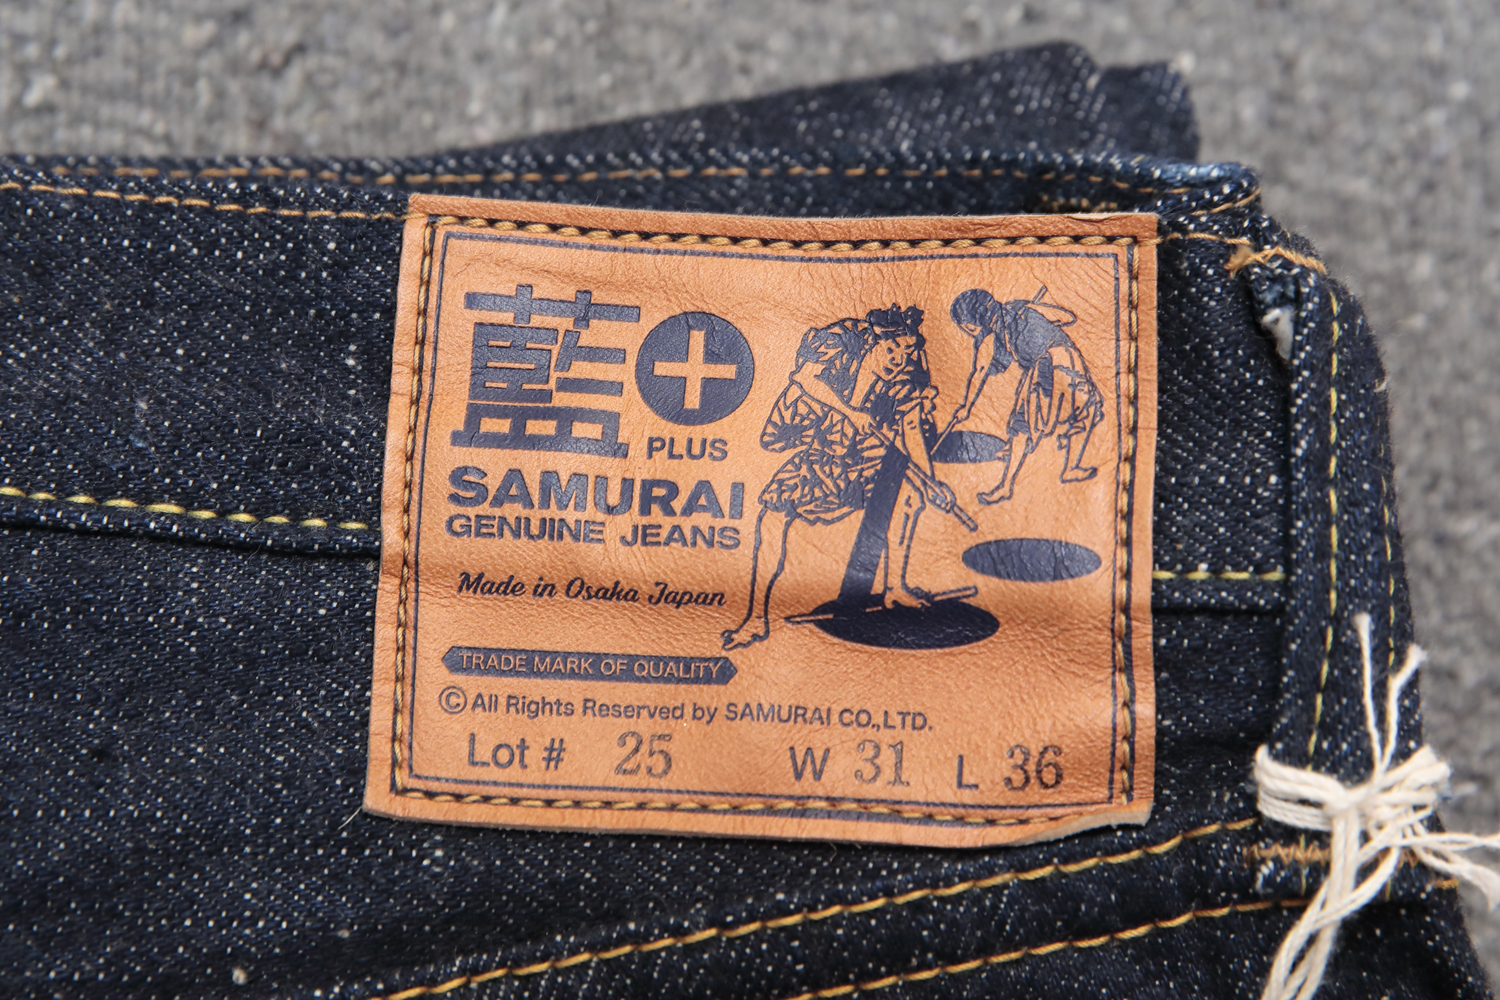 藍+
PLUS
SAMURAI
GENUINE JEANS
Made in Osaka Japan
TRADE MARK OF QUALITY
©All Rights Reserved by SAMURAI CO.,LTD.
Lot # 25 W 31 L 36